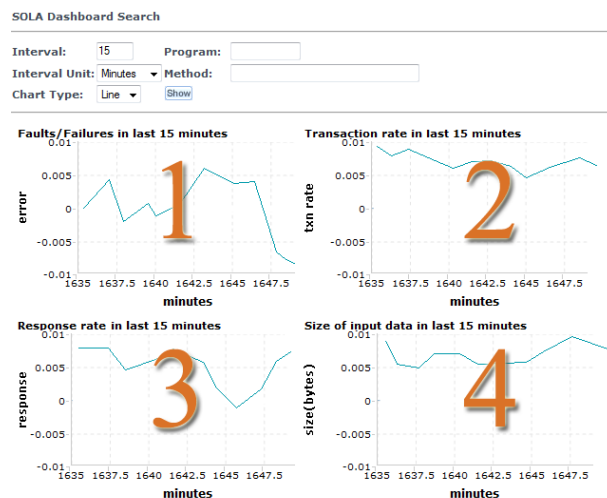 SOLA Dashboard Search
Interval: 15 Program:
Interval Unit: Minutes Method:
Chart Type: Line Show
Faults/Failures in last 15 minutes
0.01
0.005
0
-0.005
-0.01
error
1
1635 1637.5 1640 1642.5 1645 1647.5
minutes
Transaction rate in last 15 minutes
0.01
0.005
0
-0.005
-0.01
txn rate
2
1635 1637.5 1640 1642.5 1645 1647.5
minutes
Response rate in last 15 minutes
0.01
0.005
0
-0.005
-0.01
response
3
1635 1637.5 1640 1642.5 1645 1647.5
minutes
Size of input data in last 15 minutes
0.01
0.005
0
-0.005
-0.01
size(bytes)
4
1635 1637.5 1640 1642.5 1645 1647.5
minutes